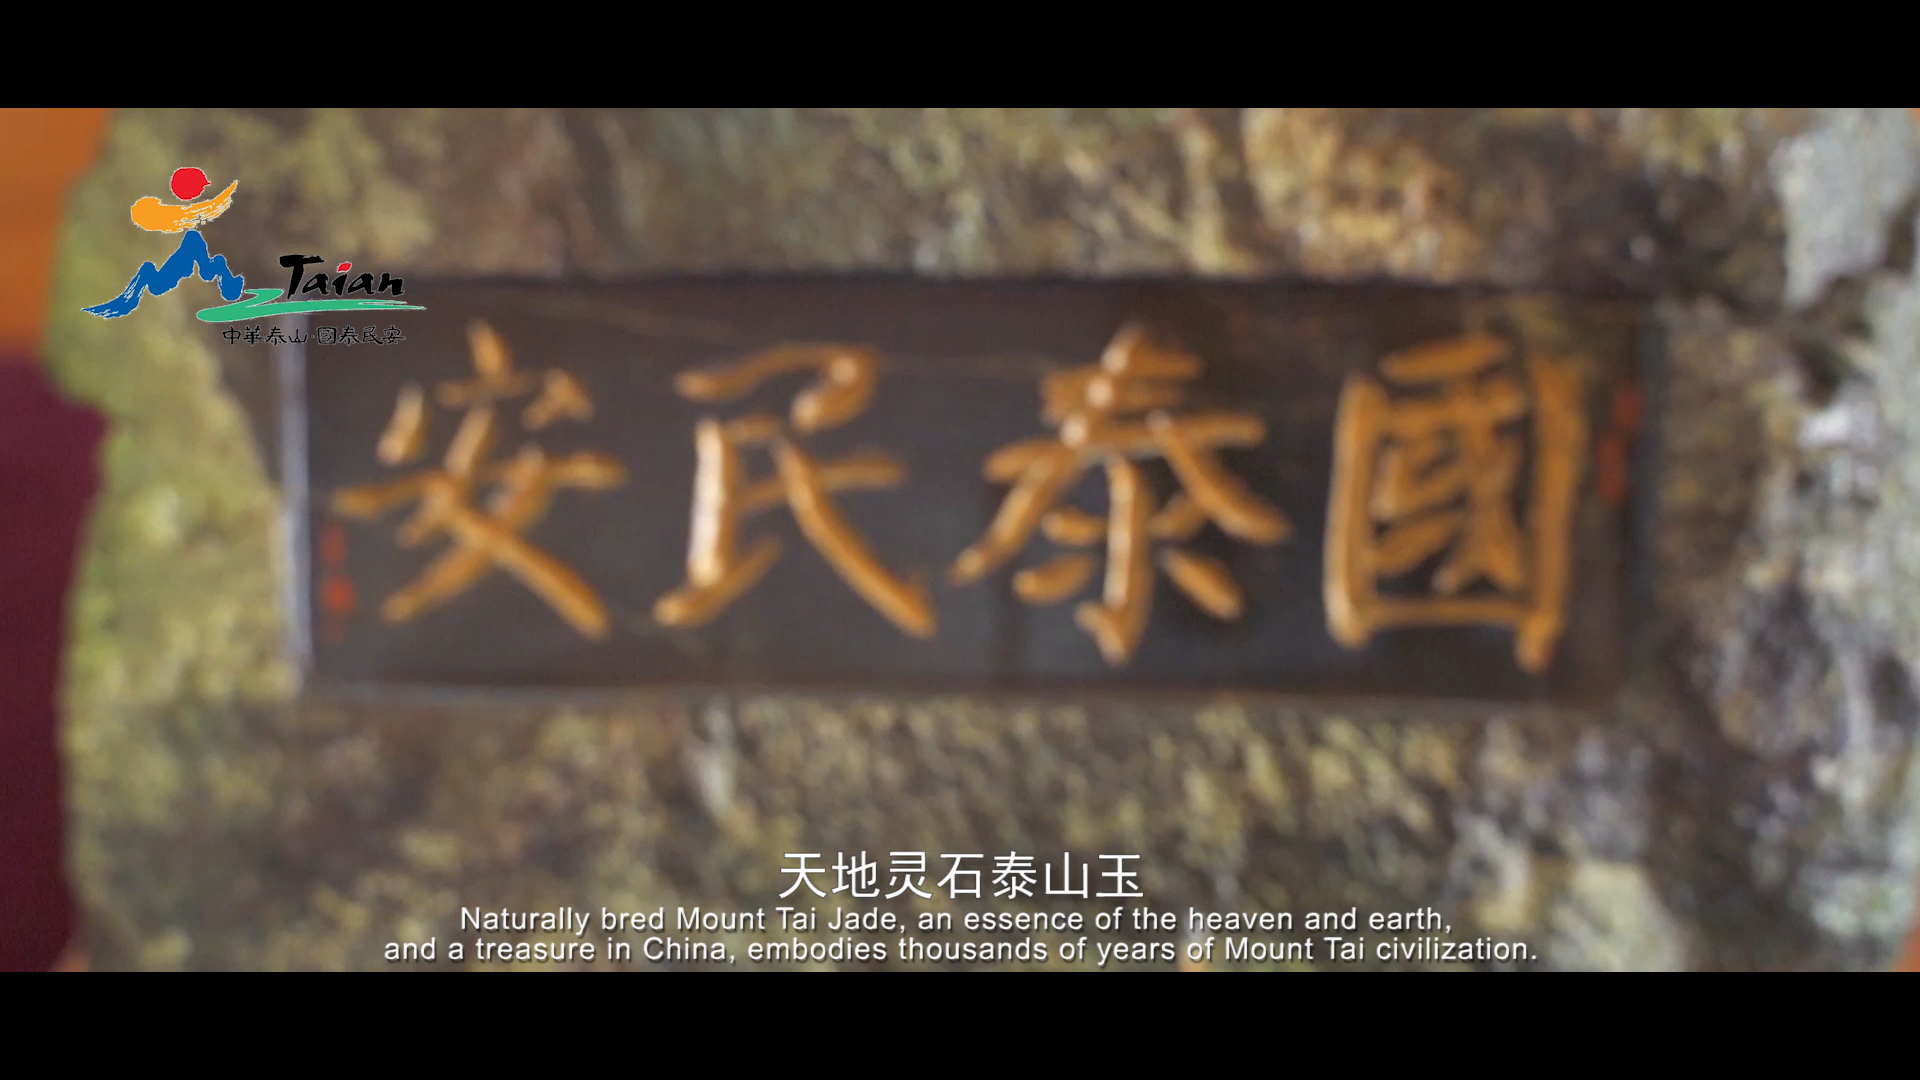 Taian
中華泰山·國泰民安
國泰民安
天地灵石泰山玉
Naturally bred Mount Tai Jade, an essence of the heaven and earth,
and a treasure in China, embodies thousands of years of Mount Tai civilization.